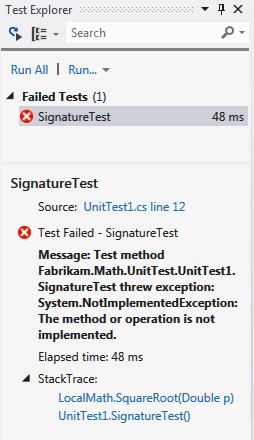 Test Explorer
Search
Run All | Run...
Failed Tests (1)
SignatureTest 48 ms
SignatureTest
Source: UnitTest1.cs line 12
Test Failed - SignatureTest
Message: Test method
Fabrikam.Math.UnitTest.UnitTest1.
SignatureTest threw exception:
System.NotImplementedException:
The method or operation is not
implemented.
Elapsed time: 48 ms
StackTrace:
LocalMath.SquareRoot(Double p)
UnitTest1.SignatureTest()